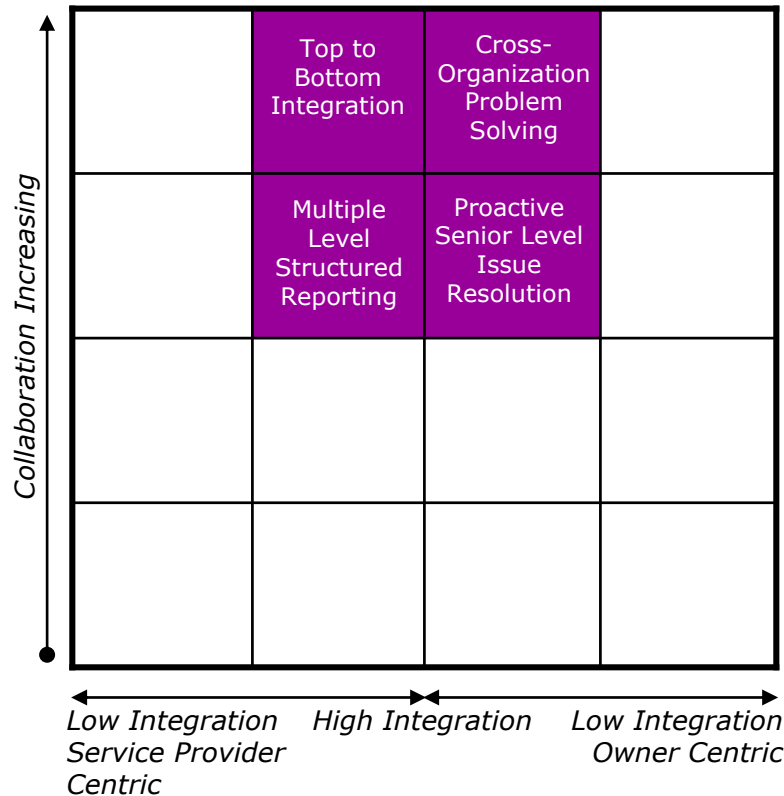 Top to
Bottom
Integration
Cross-
Organization
Problem
Solving
Multiple
Level
Structured
Reporting
Proactive
Senior Level
Issue
Resolution
Collaboration Increasing
Low Integration
Service Provider
Centric
High Integration
Low Integration
Owner Centric